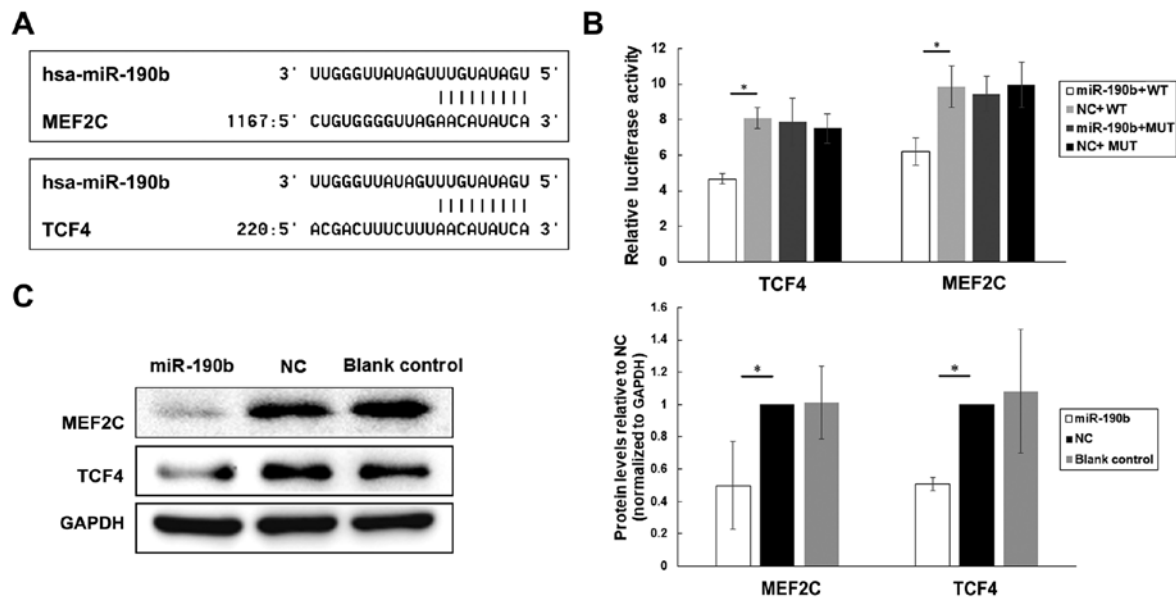 A
hsa-miR-190b 3' UUGGGUUAUAGUUUGUAUAGU 5'
MEF2C 1167:5' CUGUGGGGUUAGAACAUAUCA 3'
hsa-miR-190b 3' UUGGGUUAUAGUUUGUAUAGU 5'
TCF4 220:5' ACGACUUUCUUUAACAUAUCA 3'
B
Relative luciferase activity
12
10
8
6
4
2
0
*
*
TCF4 MEF2C
miR-190b+WT
NC+WT
miR-190b+MUT
NC+ MUT
C
miR-190b NC Blank control
MEF2C
TCF4
GAPDH
Protein levels relative to NC
(normalized to GAPDH)
1.6
1.4
1.2
1
0.8
0.6
0.4
0.2
0
*
*
MEF2C TCF4
miR-190b
NC
Blank control